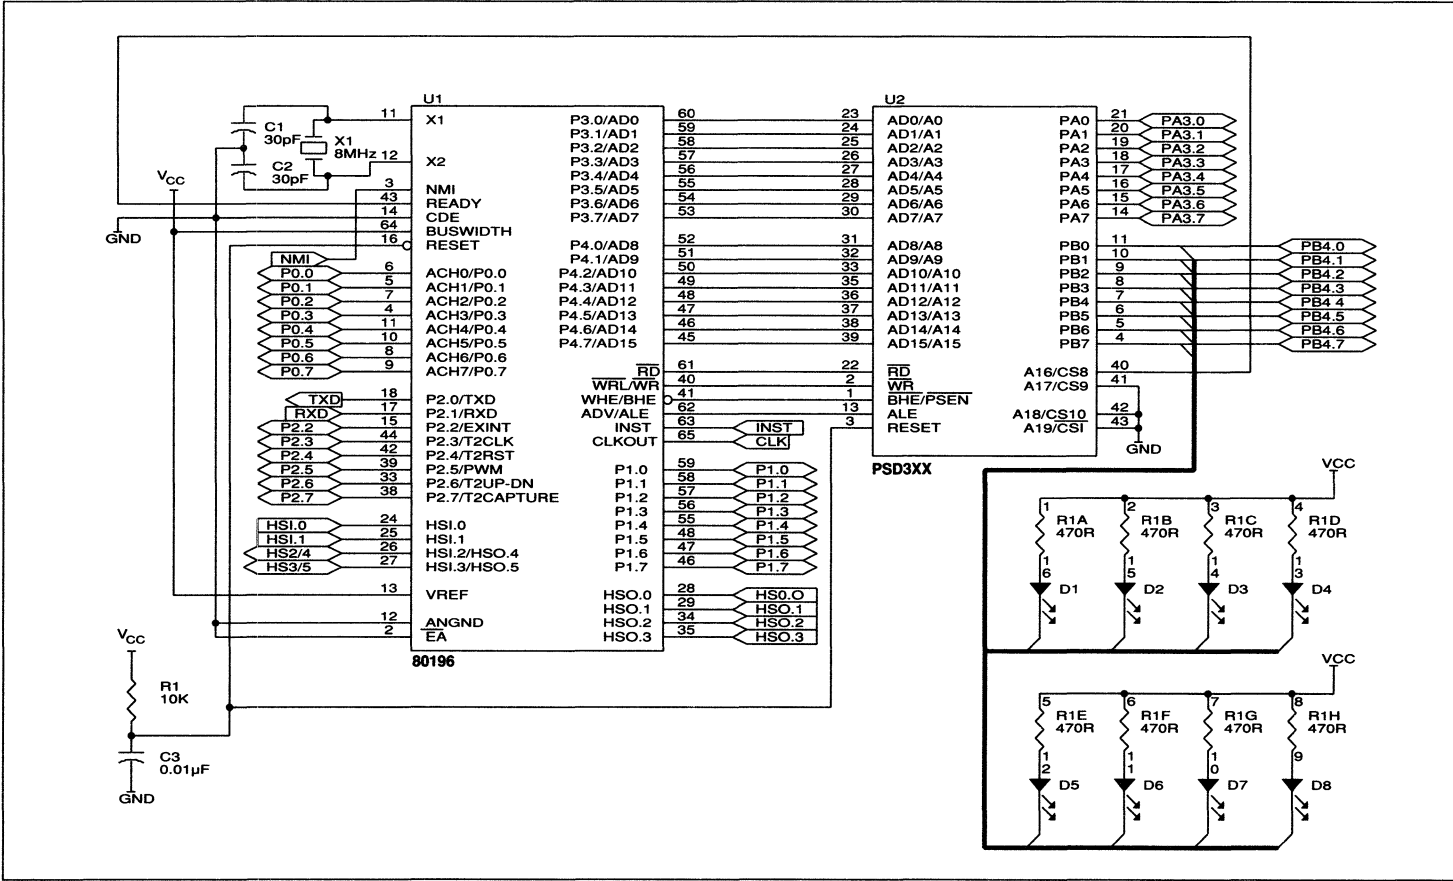 U1
C1
30pF
X1
8MHz
C2
30pF
VCC
GND
11 X1
12 X2
3 NMI
43 READY
14 CDE
64 BUSWIDTH
16 RESET
NMI
P0.0 6 ACH0/P0.0
P0.1 5 ACH1/P0.1
P0.2 7 ACH2/P0.2
P0.3 4 ACH3/P0.3
P0.4 11 ACH4/P0.4
P0.5 10 ACH5/P0.5
P0.6 8 ACH6/P0.6
P0.7 9 ACH7/P0.7
TXD 18 P2.0/TXD
RXD 17 P2.1/RXD
P2.2 15 P2.2/EXINT
P2.3 44 P2.3/T2CLK
P2.4 42 P2.4/T2RST
P2.5 39 P2.5/PWM
P2.6 33 P2.6/T2UP-DN
P2.7 38 P2.7/T2CAPTURE
HSI.0 24 HSI.0
HSI.1 25 HSI.1
HS2/4 26 HSI.2/HSO.4
HS3/5 27 HSI.3/HSO.5
13 VREF
12 ANGND
2 EA
80196
P3.0/AD0 60
P3.1/AD1 59
P3.2/AD2 58
P3.3/AD3 57
P3.4/AD4 56
P3.5/AD5 55
P3.6/AD6 54
P3.7/AD7 53
P4.0/AD8 52
P4.1/AD9 51
P4.2/AD10 50
P4.3/AD11 49
P4.4/AD12 48
P4.5/AD13 47
P4.6/AD14 46
P4.7/AD15 45
RD 61
WRL/WR 40
WHE/BHE 41
ADV/ALE 62
INST 63 INST
CLKOUT 65 CLK
P1.0 59 P1.0
P1.1 58 P1.1
P1.2 57 P1.2
P1.3 56 P1.3
P1.4 55 P1.4
P1.5 48 P1.5
P1.6 47 P1.6
P1.7 46 P1.7
HSO.0 28 HS0.O
HSO.1 29 HSO.1
HSO.2 34 HSO.2
HSO.3 35 HSO.3
U2
23 AD0/A0
24 AD1/A1
25 AD2/A2
26 AD3/A3
27 AD4/A4
28 AD5/A5
29 AD6/A6
30 AD7/A7
31 AD8/A8
32 AD9/A9
33 AD10/A10
35 AD11/A11
36 AD12/A12
37 AD13/A13
38 AD14/A14
39 AD15/A15
22 RD
2 WR
1 BHE/PSEN
13 ALE
3 RESET
PSD3XX
PA0 21 PA3.0
PA1 20 PA3.1
PA2 19 PA3.2
PA3 18 PA3.3
PA4 17 PA3.4
PA5 16 PA3.5
PA6 15 PA3.6
PA7 14 PA3.7
PB0 11 PB4.0
PB1 10 PB4.1
PB2 9 PB4.2
PB3 8 PB4.3
PB4 7 PB4 4
PB5 6 PB4.5
PB6 5 PB4.6
PB7 4 PB4.7
A16/CS8 40
A17/CS9 41
A18/CS10 42
A19/CSI 43
GND
VCC
1 R1A 470R 16 D1
2 R1B 470R 15 D2
3 R1C 470R 14 D3
4 R1D 470R 13 D4
VCC
5 R1E 470R 12 D5
6 R1F 470R 11 D6
7 R1G 470R 10 D7
8 R1H 470R 9 D8
VCC
R1
10K
C3
0.01µF
GND